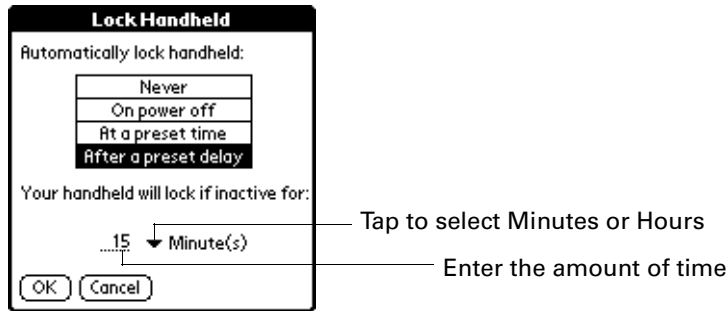 Lock Handheld
Automatically lock handheld:
Never
On power off
At a preset time
After a preset delay
Your handheld will lock if inactive for:
15 Minute(s)
Tap to select Minutes or Hours
Enter the amount of time
OK Cancel